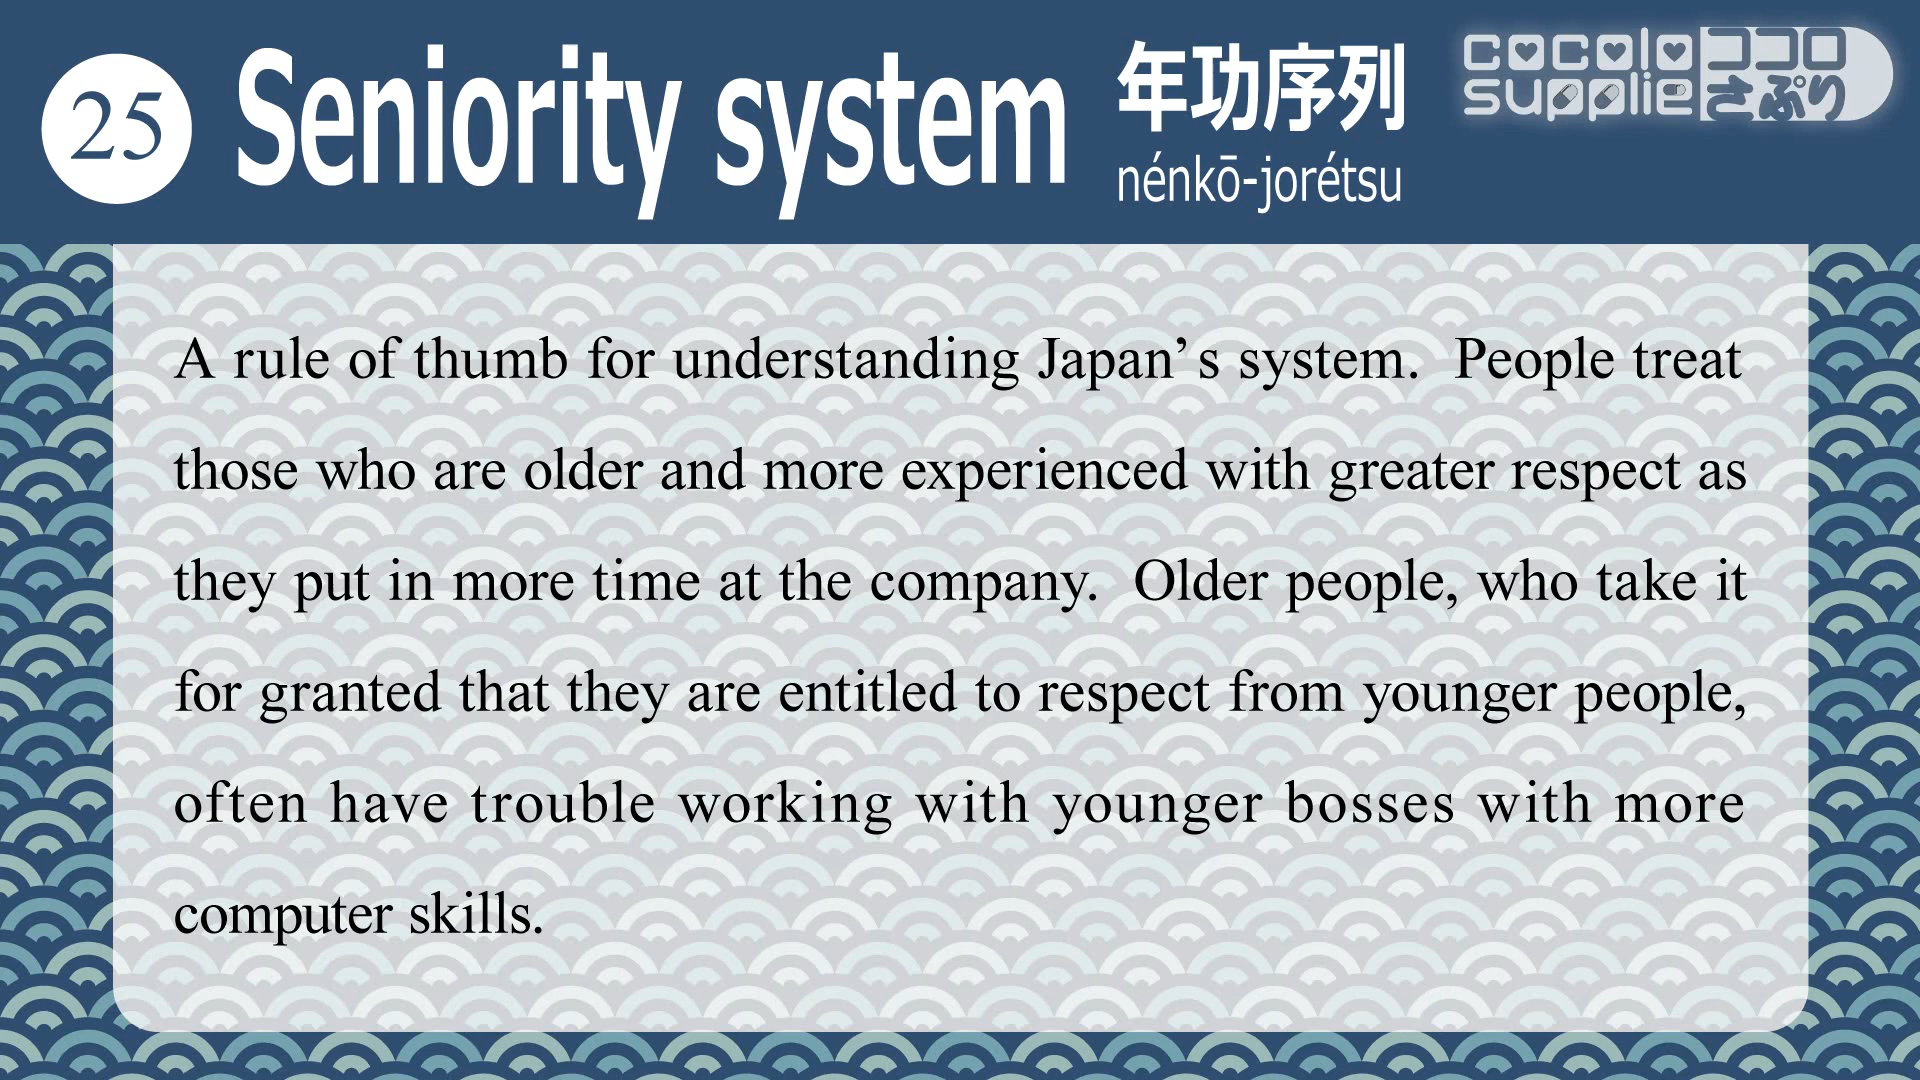 25
Seniority system
年功序列
nénkō-jorétsu
cocolo
supplie
ココロ
さぷり
A rule of thumb for understanding Japan’s system. People treat
those who are older and more experienced with greater respect as
they put in more time at the company. Older people, who take it
for granted that they are entitled to respect from younger people,
often have trouble working with younger bosses with more
computer skills.